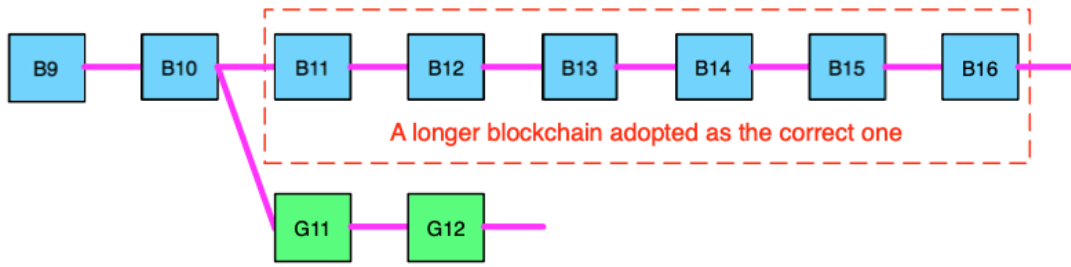 B9 B10 B11 B12 B13 B14 B15 B16
A longer blockchain adopted as the correct one
G11 G12